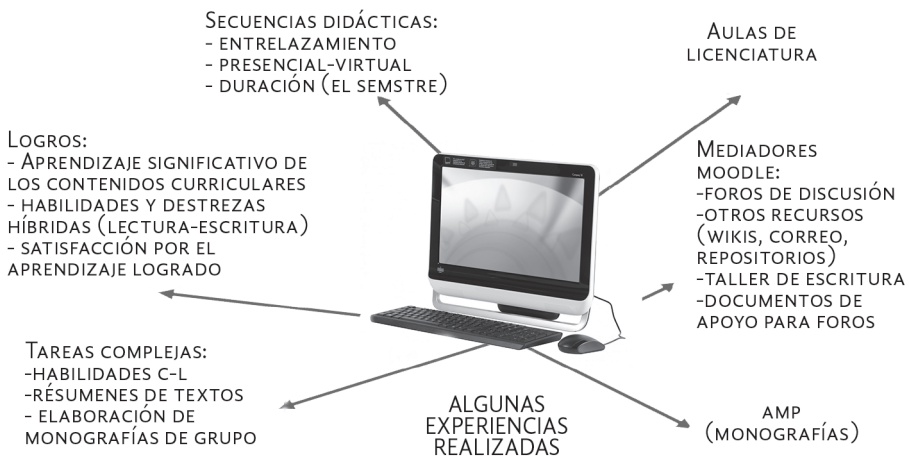 SECUENCIAS DIDÁCTICAS:
- ENTRELAZAMIENTO
- PRESENCIAL-VIRTUAL
- DURACIÓN (EL SEMSTRE)
AULAS DE
LICENCIATURA
LOGROS:
- APRENDIZAJE SIGNIFICATIVO DE
LOS CONTENIDOS CURRICULARES
- HABILIDADES Y DESTREZAS
HÍBRIDAS (LECTURA-ESCRITURA)
- SATISFACCIÓN POR EL
APRENDIZAJE LOGRADO
MEDIADORES
MOODLE:
-FOROS DE DISCUSIÓN
-OTROS RECURSOS
(WIKIS, CORREO,
REPOSITORIOS)
-TALLER DE ESCRITURA
-DOCUMENTOS DE
APOYO PARA FOROS
TAREAS COMPLEJAS:
-HABILIDADES C-L
-RÉSUMENES DE TEXTOS
- ELABORACIÓN DE
MONOGRAFÍAS DE GRUPO
ALGUNAS
EXPERIENCIAS
REALIZADAS
AMP
(MONOGRAFÍAS)